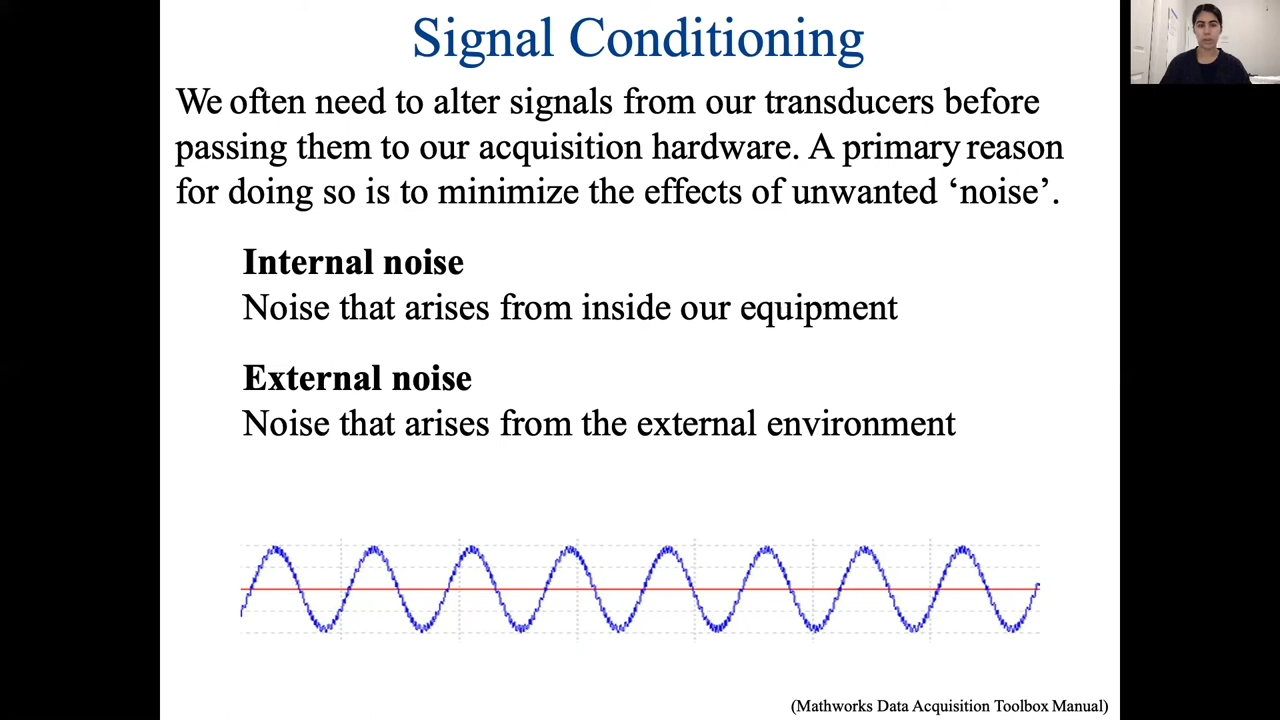 Signal Conditioning
We often need to alter signals from our transducers before
passing them to our acquisition hardware. A primary reason
for doing so is to minimize the effects of unwanted ‘noise’.
Internal noise
Noise that arises from inside our equipment
External noise
Noise that arises from the external environment
(Mathworks Data Acquisition Toolbox Manual)